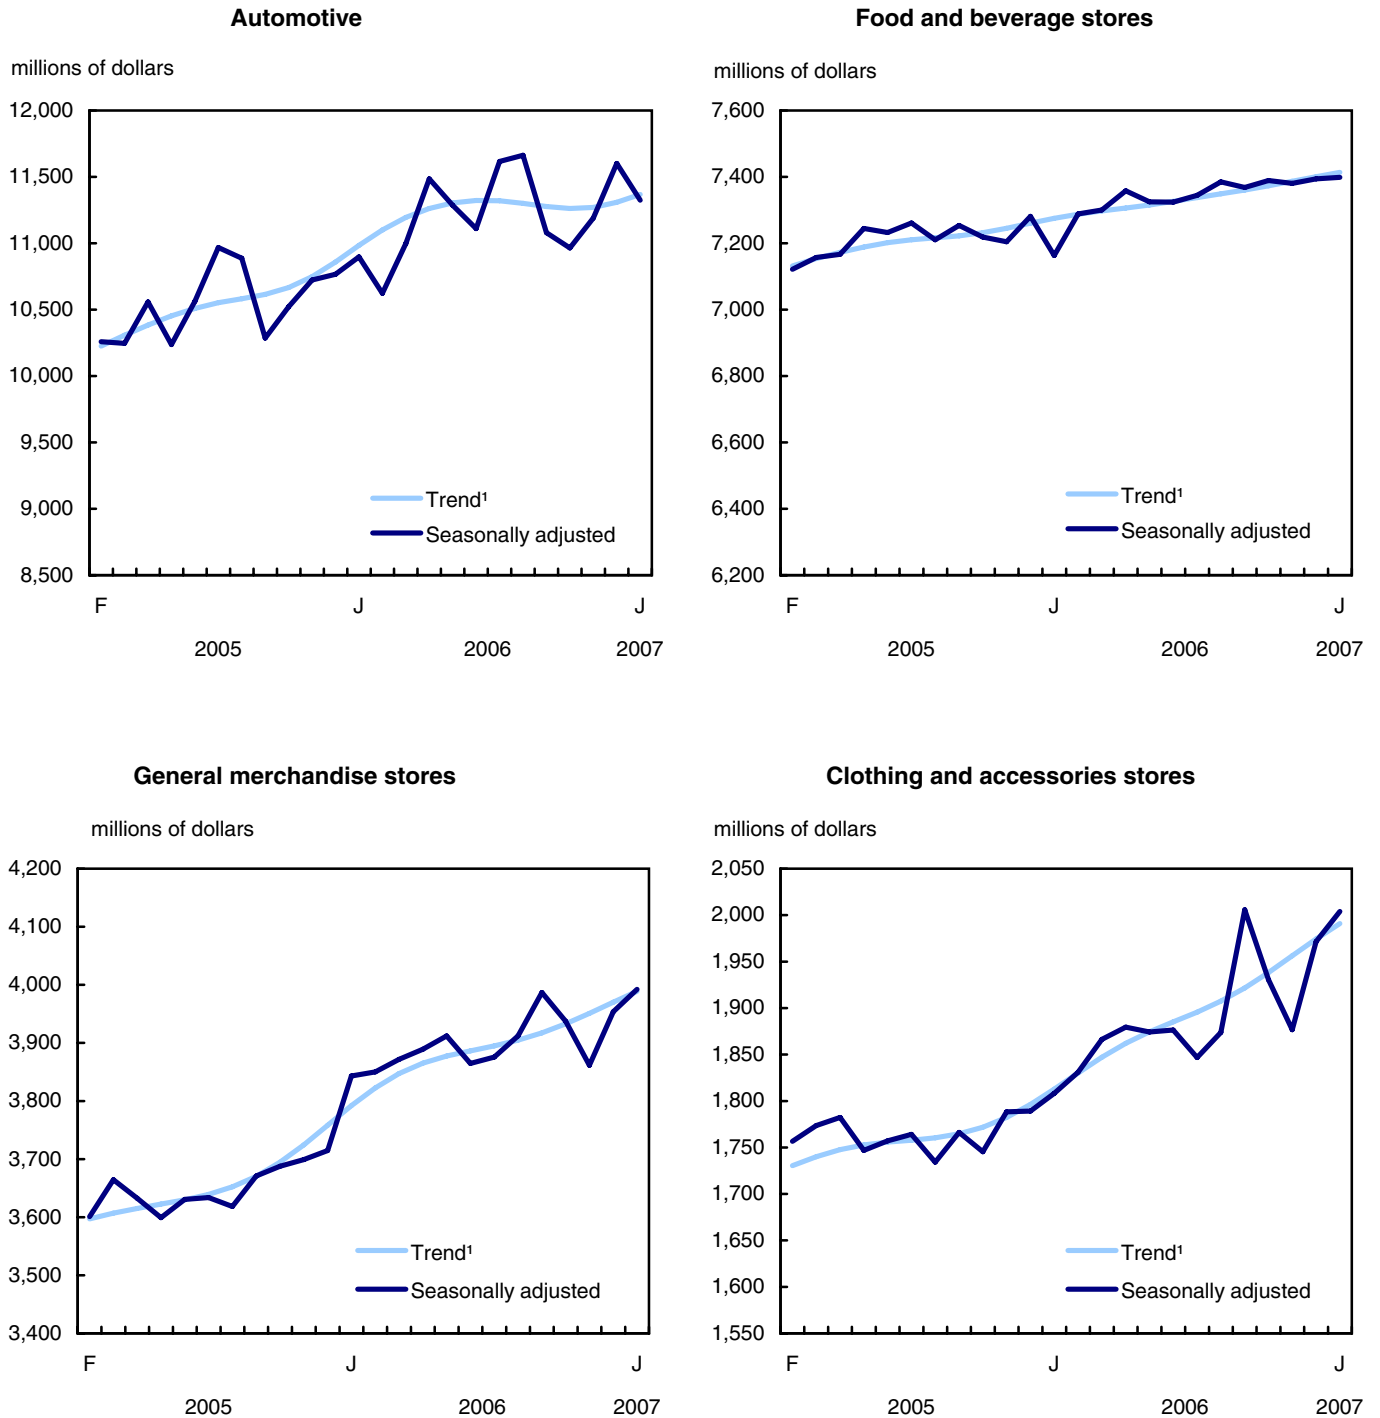 Automotive
millions of dollars
12,000
11,500
11,000
10,500
10,000
9,500
9,000
8,500
Trend¹
Seasonally adjusted
F J J
2005 2006 2007
Food and beverage stores
millions of dollars
7,600
7,400
7,200
7,000
6,800
6,600
6,400
6,200
Trend¹
Seasonally adjusted
F J J
2005 2006 2007
General merchandise stores
millions of dollars
4,200
4,100
4,000
3,900
3,800
3,700
3,600
3,500
3,400
Trend¹
Seasonally adjusted
F J J
2005 2006 2007
Clothing and accessories stores
millions of dollars
2,050
2,000
1,950
1,900
1,850
1,800
1,750
1,700
1,650
1,600
1,550
Trend¹
Seasonally adjusted
F J J
2005 2006 2007